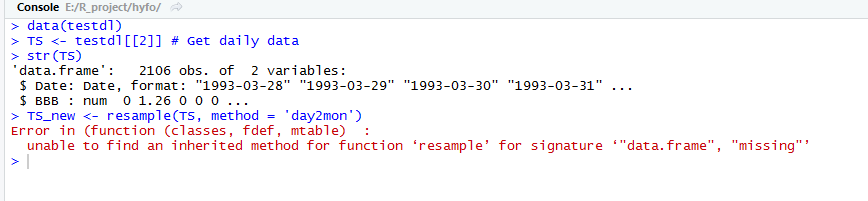 Console E:/R_project/hyfo/
> data(testdl)
> TS <- testdl[[2]] # Get daily data
> str(TS)
'data.frame':   2106 obs. of  2 variables:
 $ Date: Date, format: "1993-03-28" "1993-03-29" "1993-03-30" "1993-03-31" ...
 $ BBB : num  0 1.26 0 0 0 ...
> TS_new <- resample(TS, method = 'day2mon')
Error in (function (classes, fdef, mtable)  :
  unable to find an inherited method for function ‘resample’ for signature ‘"data.frame", "missing"’
>